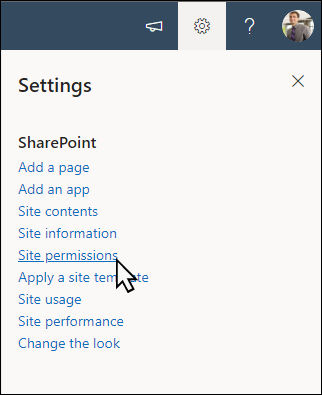 ?
Settings
SharePoint
Add a page
Add an app
Site contents
Site information
Site permissions
Apply a site template
Site usage
Site performance
Change the look